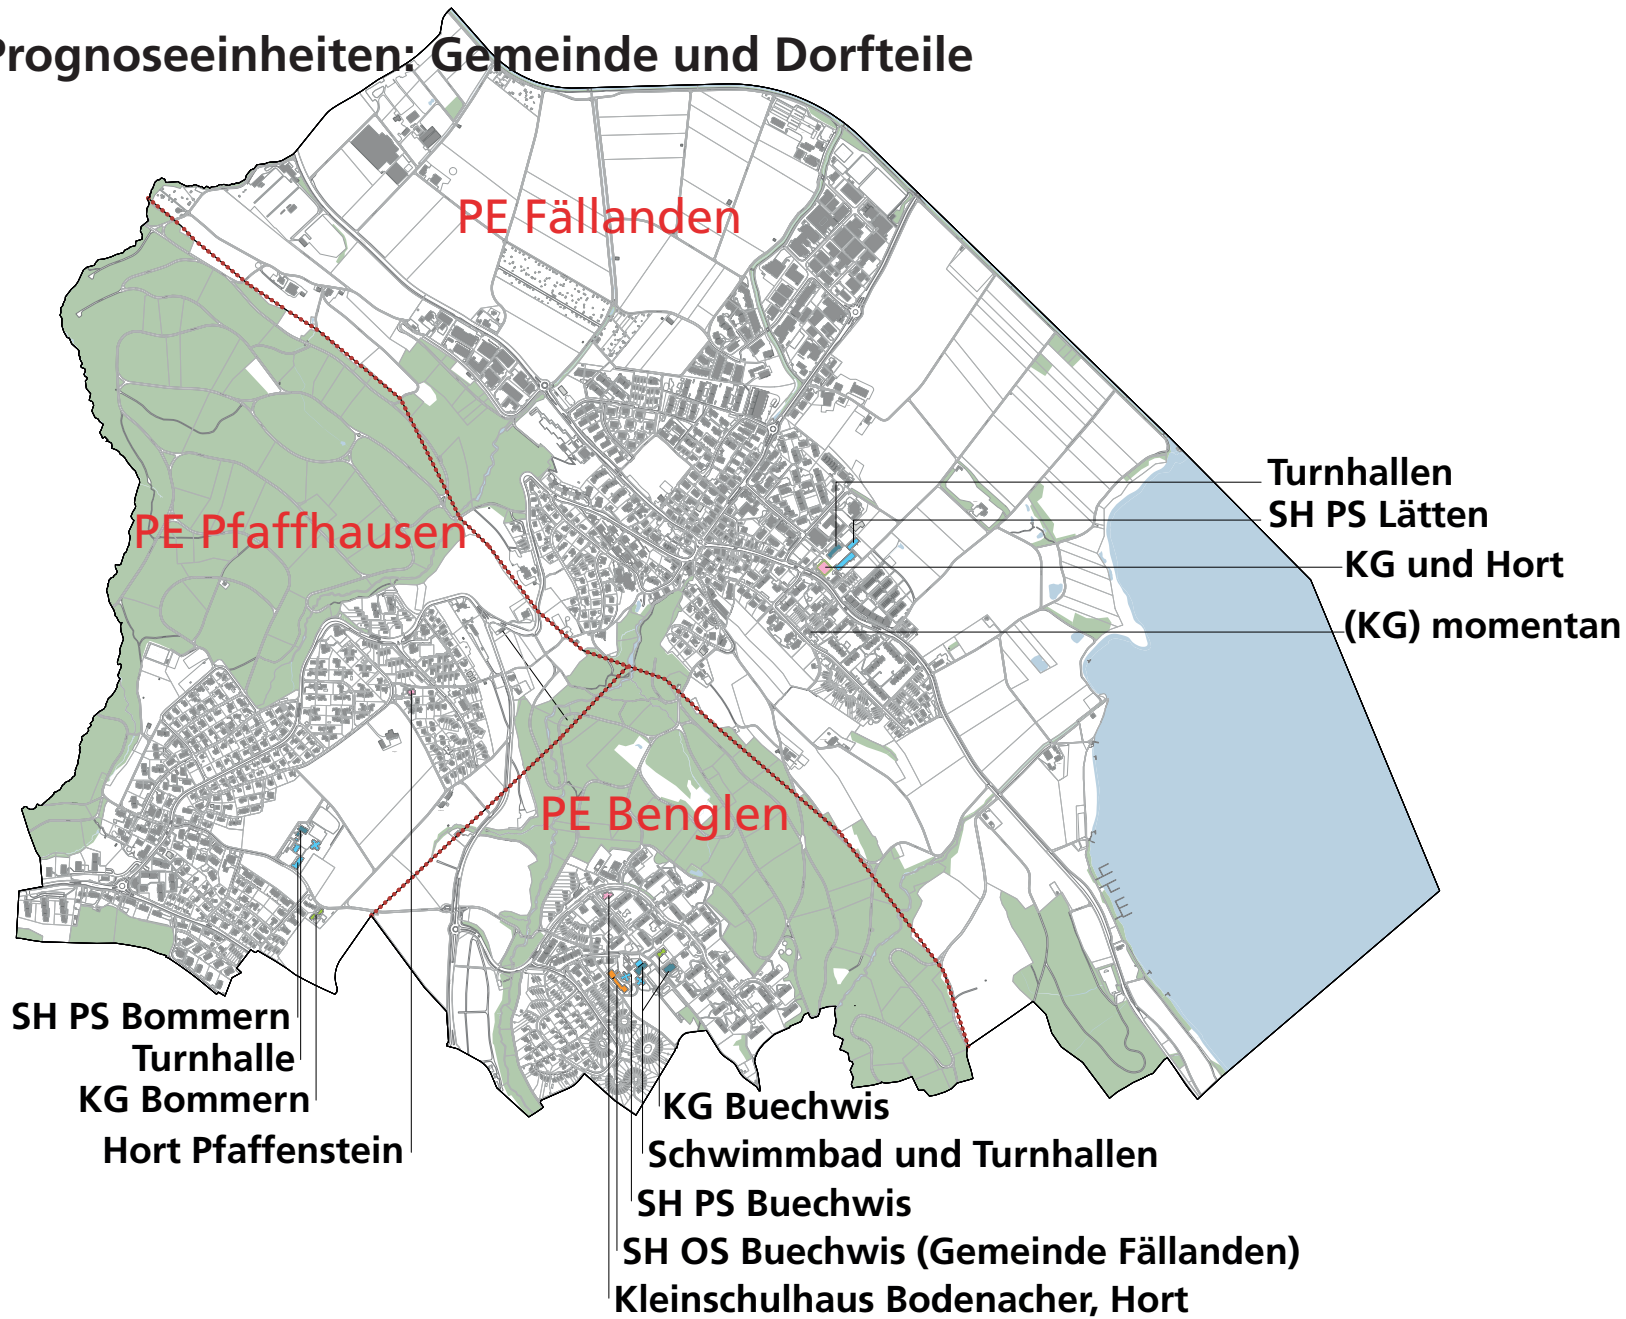 Prognoseeinheiten: Gemeinde und Dorfteile
PE Fällanden
PE Pfaffhausen
PE Benglen
Turnhallen
SH PS Lätten
KG und Hort
(KG) momentan
SH PS Bommern
Turnhalle
KG Bommern
Hort Pfaffenstein
KG Buechwis
Schwimmbad und Turnhallen
SH PS Buechwis
SH OS Buechwis (Gemeinde Fällanden)
Kleinschulhaus Bodenacher, Hort